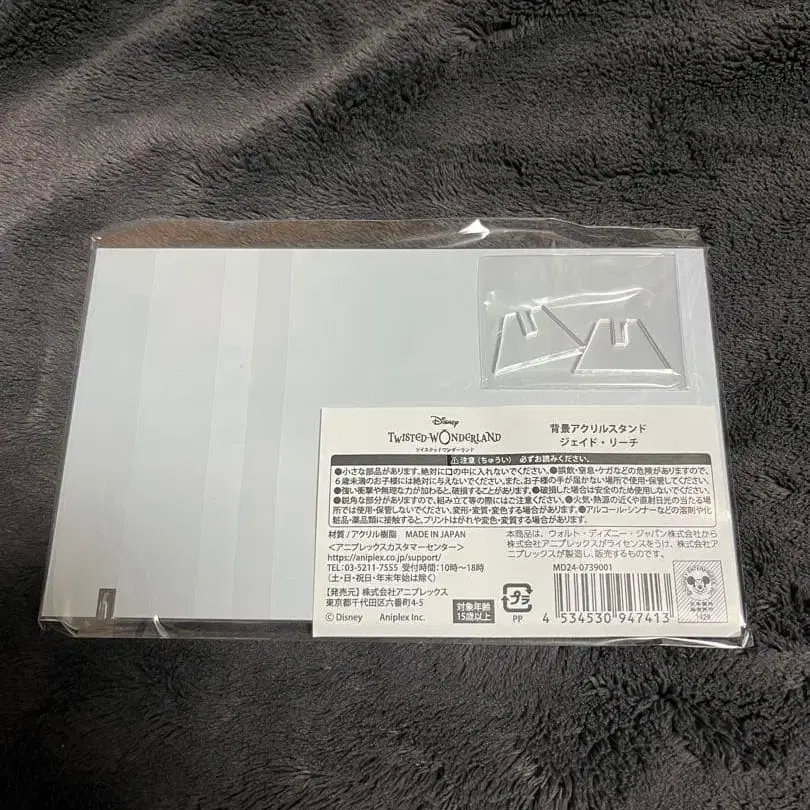 Disney
TWISTED-WONDERLAND
ツイステッドワンダーランド
背景アクリルスタンド
ジェイド・リーチ
注意（ちゅうい） 必ずお読みください。
●小さな部品があります。絶対に口の中に入れないでください。●誤飲・窒息・ケガなどの危険がありますので、
6歳未満のお子様には絶対に与えないでください。また、お子様の手が届かない場所で使用・保管してください。
●強い衝撃や無理な力が加わると、破損することがあります。●破損した場合は安全のため使用しないでください。
●鋭角な部分がありますので、組み立て等の際にはご注意ください。●火気・熱源の近くや直射日光の当たる場
所では使用・保管しないでください。変形・変質・変色する場合があります。●アルコール・シンナーなどの溶剤や化
粧品・薬品類に接触すると、プリントはがれや変色・変質する場合があります。
材質／アクリル樹脂 MADE IN JAPAN
＜アニプレックスカスタマーセンター＞
https://aniplex.co.jp/support/
TEL:03-5211-7555 受付時間：10時～18時
（土・日・祝日・年末年始は除く）
【発売元】株式会社アニプレックス
東京都千代田区六番町4-5
© Disney Aniplex Inc.
対象年齢
15歳以上
本商品は、ウォルト・ディズニー・ジャパン株式会社から
株式会社アニプレックスがライセンスをうけ、株式会社ア
ニプレックスが製造し、販売するものです。
MD24-0739001
プラ
PP
4 534530 947413